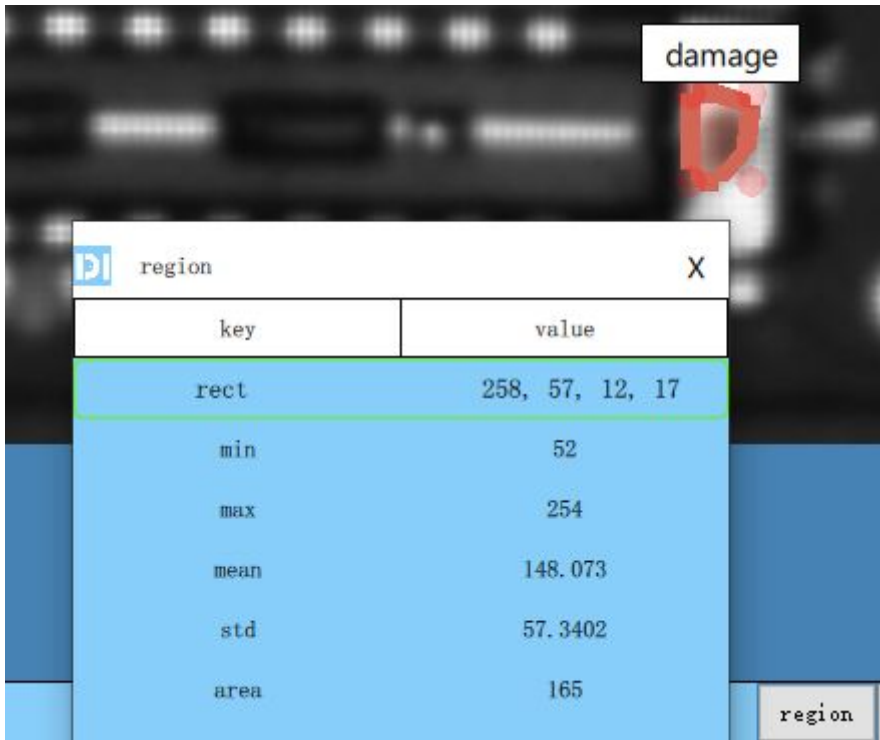 damage
DI region X
key value
rect 258, 57, 12, 17
min 52
max 254
mean 148.073
std 57.3402
area 165
region